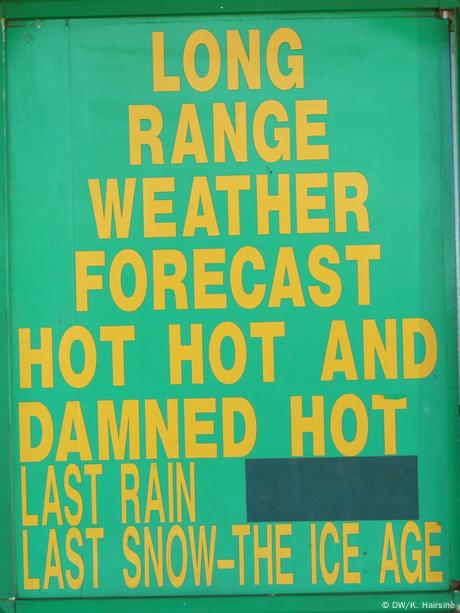 LONG
RANGE
WEATHER
FORECAST
HOT HOT AND
DAMNED HOT
LAST RAIN
LAST SNOW-THE ICE AGE
© DW/K. Hairsine